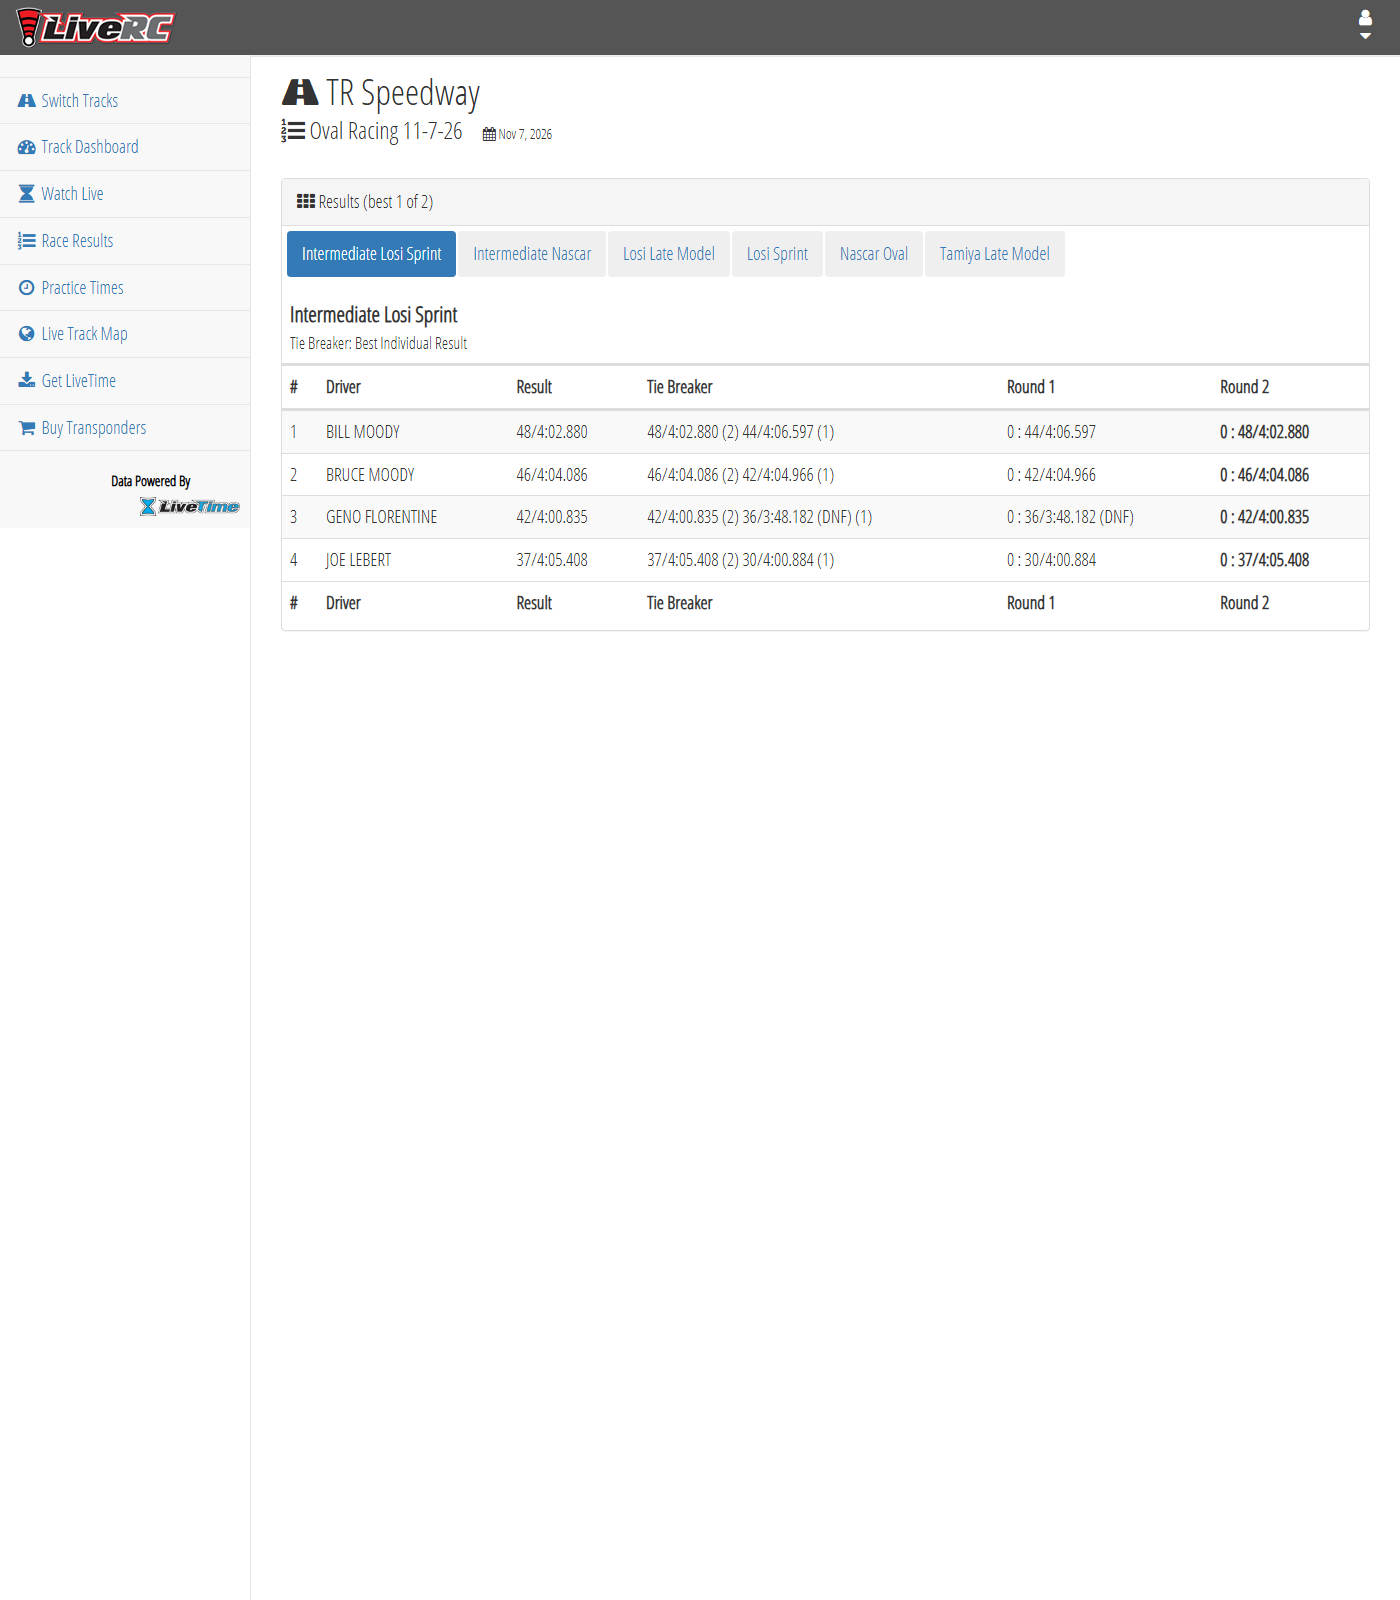 LiveRC
Switch Tracks
Track Dashboard
Watch Live
Race Results
Practice Times
Live Track Map
Get LiveTime
Buy Transponders
Data Powered By
LiveTime
TR Speedway
Oval Racing 11-7-26 Nov 7, 2026
Results (best 1 of 2)
Intermediate Losi Sprint Intermediate Nascar Losi Late Model Losi Sprint Nascar Oval Tamiya Late Model
Intermediate Losi Sprint
Tie Breaker: Best Individual Result
# Driver Result Tie Breaker Round 1 Round 2
1 BILL MOODY 48/4:02.880 48/4:02.880 (2) 44/4:06.597 (1) 0 : 44/4:06.597 0 : 48/4:02.880
2 BRUCE MOODY 46/4:04.086 46/4:04.086 (2) 42/4:04.966 (1) 0 : 42/4:04.966 0 : 46/4:04.086
3 GENO FLORENTINE 42/4:00.835 42/4:00.835 (2) 36/3:48.182 (DNF) (1) 0 : 36/3:48.182 (DNF) 0 : 42/4:00.835
4 JOE LEBERT 37/4:05.408 37/4:05.408 (2) 30/4:00.884 (1) 0 : 30/4:00.884 0 : 37/4:05.408
# Driver Result Tie Breaker Round 1 Round 2